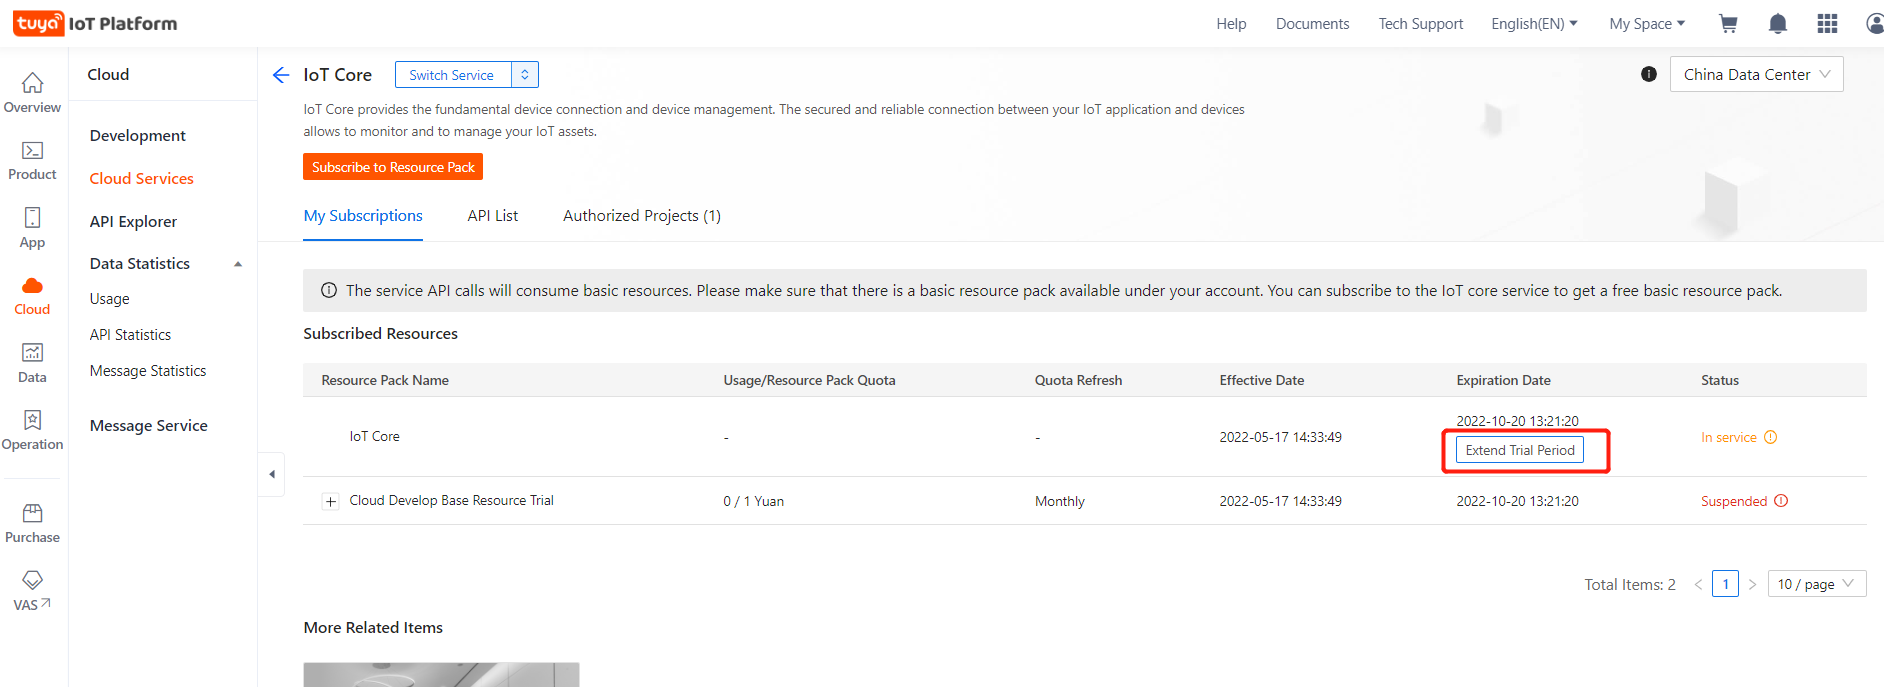 tuya IoT Platform
Help
Documents
Tech Support
English(EN)
My Space
Overview
Product
App
Cloud
Data
Operation
Purchase
VAS
Cloud
Development
Cloud Services
API Explorer
Data Statistics
Usage
API Statistics
Message Statistics
Message Service
IoT Core
Switch Service
China Data Center
IoT Core provides the fundamental device connection and device management. The secured and reliable connection between your IoT application and devices
allows to monitor and to manage your IoT assets.
Subscribe to Resource Pack
My Subscriptions
API List
Authorized Projects (1)
The service API calls will consume basic resources. Please make sure that there is a basic resource pack available under your account. You can subscribe to the IoT core service to get a free basic resource pack.
Subscribed Resources
Resource Pack Name
Usage/Resource Pack Quota
Quota Refresh
Effective Date
Expiration Date
Status
IoT Core
-
-
2022-05-17 14:33:49
2022-10-20 13:21:20
Extend Trial Period
In service
Cloud Develop Base Resource Trial
0 / 1 Yuan
Monthly
2022-05-17 14:33:49
2022-10-20 13:21:20
Suspended
Total Items: 2
< 1 >
10 / page
More Related Items